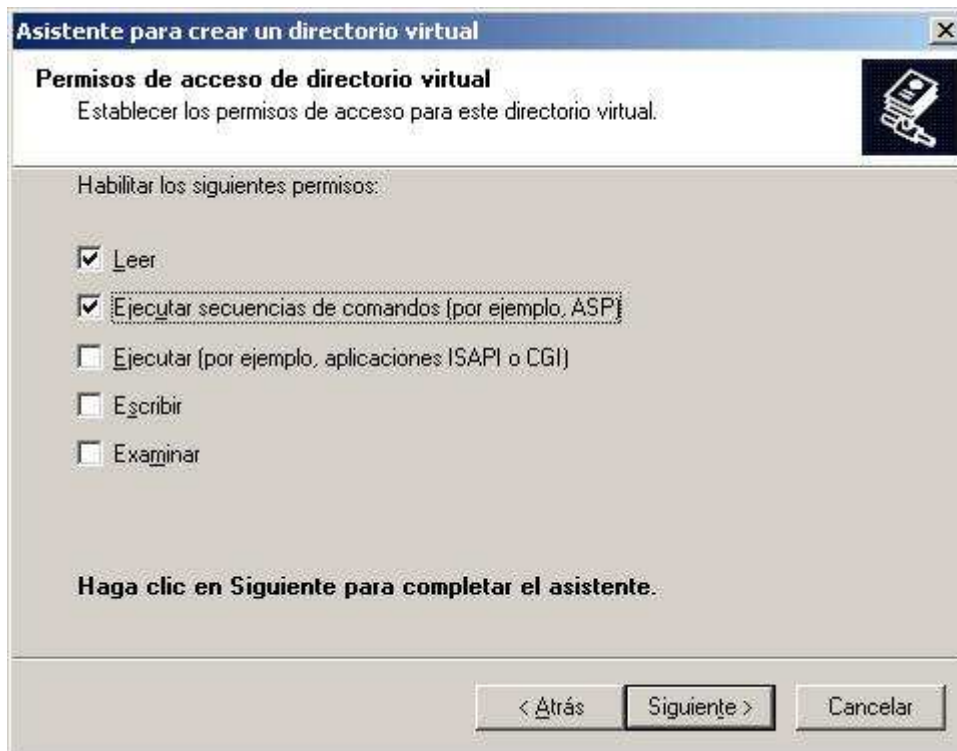 Asistente para crear un directorio virtual
Permisos de acceso de directorio virtual
Establecer los permisos de acceso para este directorio virtual.
Habilitar los siguientes permisos:
Leer
Ejecutar secuencias de comandos (por ejemplo, ASP)
Ejecutar (por ejemplo, aplicaciones ISAPI o CGI)
Escribir
Examinar
Haga clic en Siguiente para completar el asistente.
< Atrás Siguiente > Cancelar